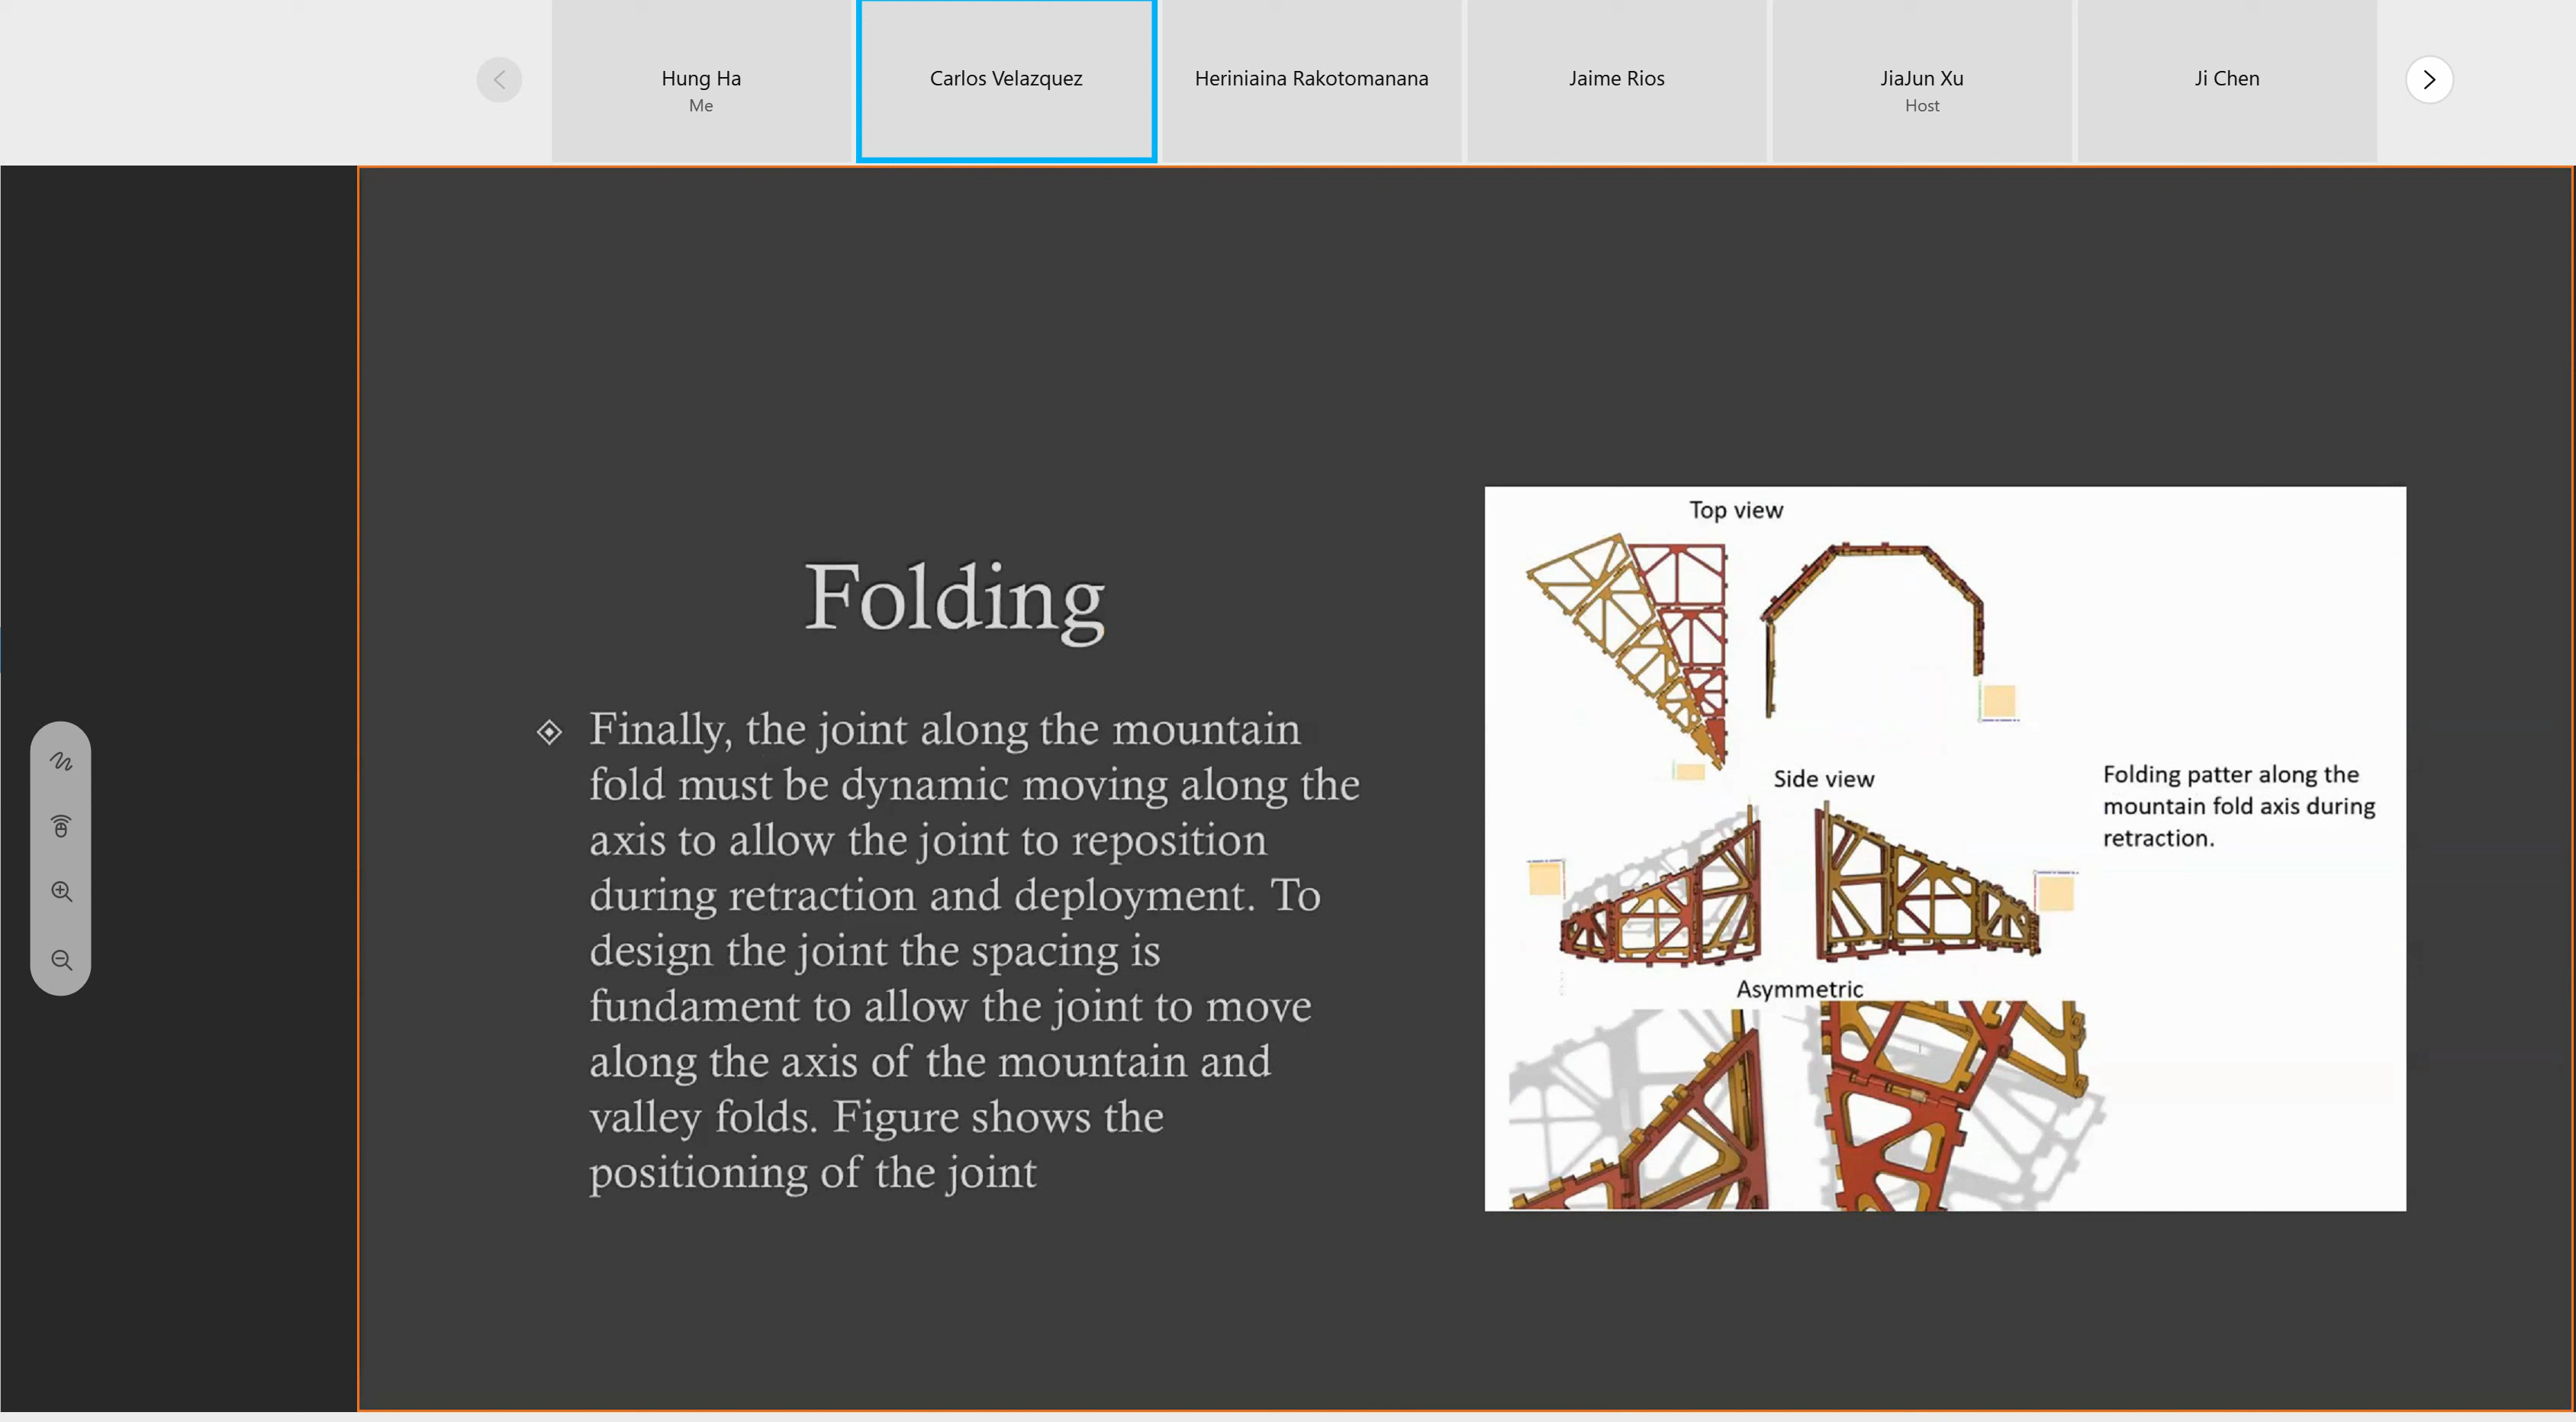 Hung Ha
Me
Carlos Velazquez
Heriniaina Rakotomanana
Jaime Rios
JiaJun Xu
Host
Ji Chen
Folding
Finally, the joint along the mountain
fold must be dynamic moving along the
axis to allow the joint to reposition
during retraction and deployment. To
design the joint the spacing is
fundament to allow the joint to move
along the axis of the mountain and
valley folds. Figure shows the
positioning of the joint
Top view
Side view
Folding patter along the
mountain fold axis during
retraction.
Asymmetric